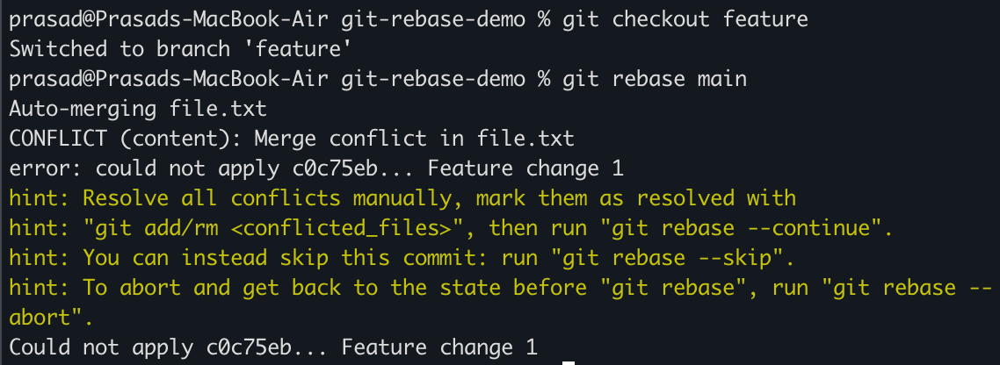 prasad@Prasads-MacBook-Air git-rebase-demo % git checkout feature
Switched to branch 'feature'
prasad@Prasads-MacBook-Air git-rebase-demo % git rebase main
Auto-merging file.txt
CONFLICT (content): Merge conflict in file.txt
error: could not apply c0c75eb... Feature change 1
hint: Resolve all conflicts manually, mark them as resolved with
hint: "git add/rm <conflicted_files>", then run "git rebase --continue".
hint: You can instead skip this commit: run "git rebase --skip".
hint: To abort and get back to the state before "git rebase", run "git rebase --
abort".
Could not apply c0c75eb... Feature change 1